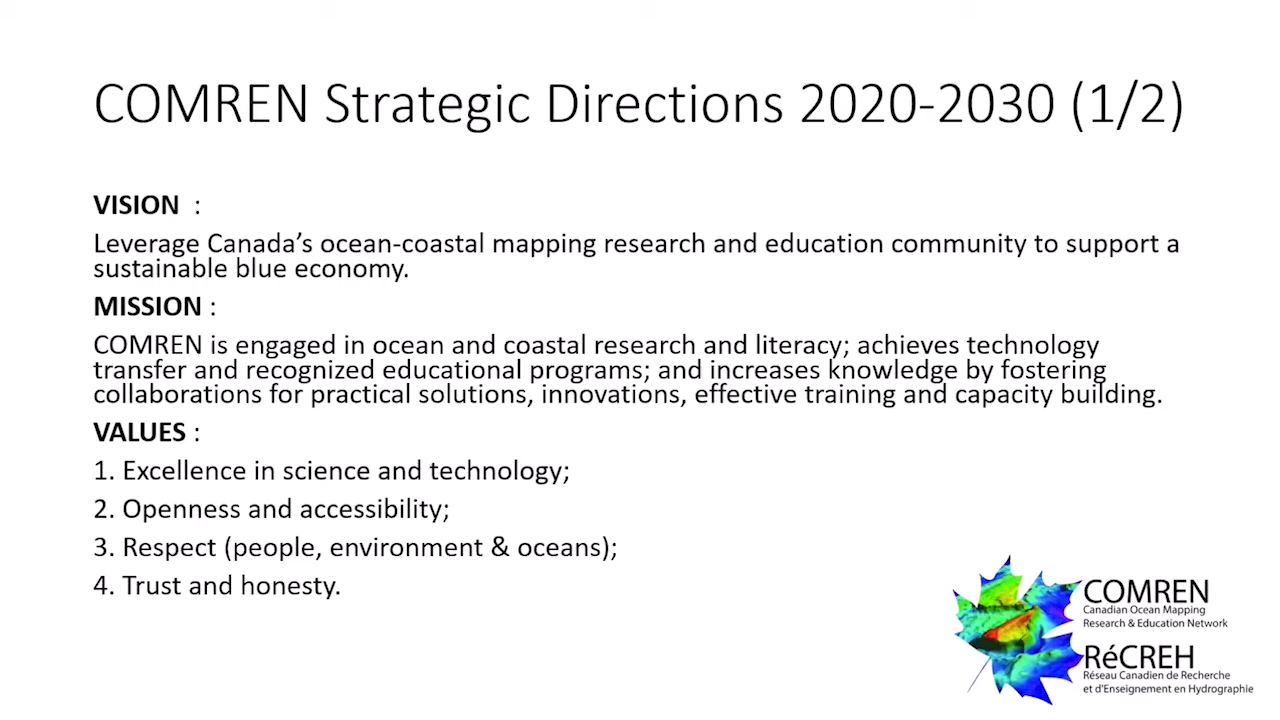 COMREN Strategic Directions 2020-2030 (1/2)
VISION :
Leverage Canada’s ocean-coastal mapping research and education community to support a
sustainable blue economy.
MISSION :
COMREN is engaged in ocean and coastal research and literacy; achieves technology
transfer and recognized educational programs; and increases knowledge by fostering
collaborations for practical solutions, innovations, effective training and capacity building.
VALUES :
1. Excellence in science and technology;
2. Openness and accessibility;
3. Respect (people, environment & oceans);
4. Trust and honesty.
COMREN
Canadian Ocean Mapping
Research & Education Network
RéCREH
Réseau Canadien de Recherche
et d'Enseignement en Hydrographie